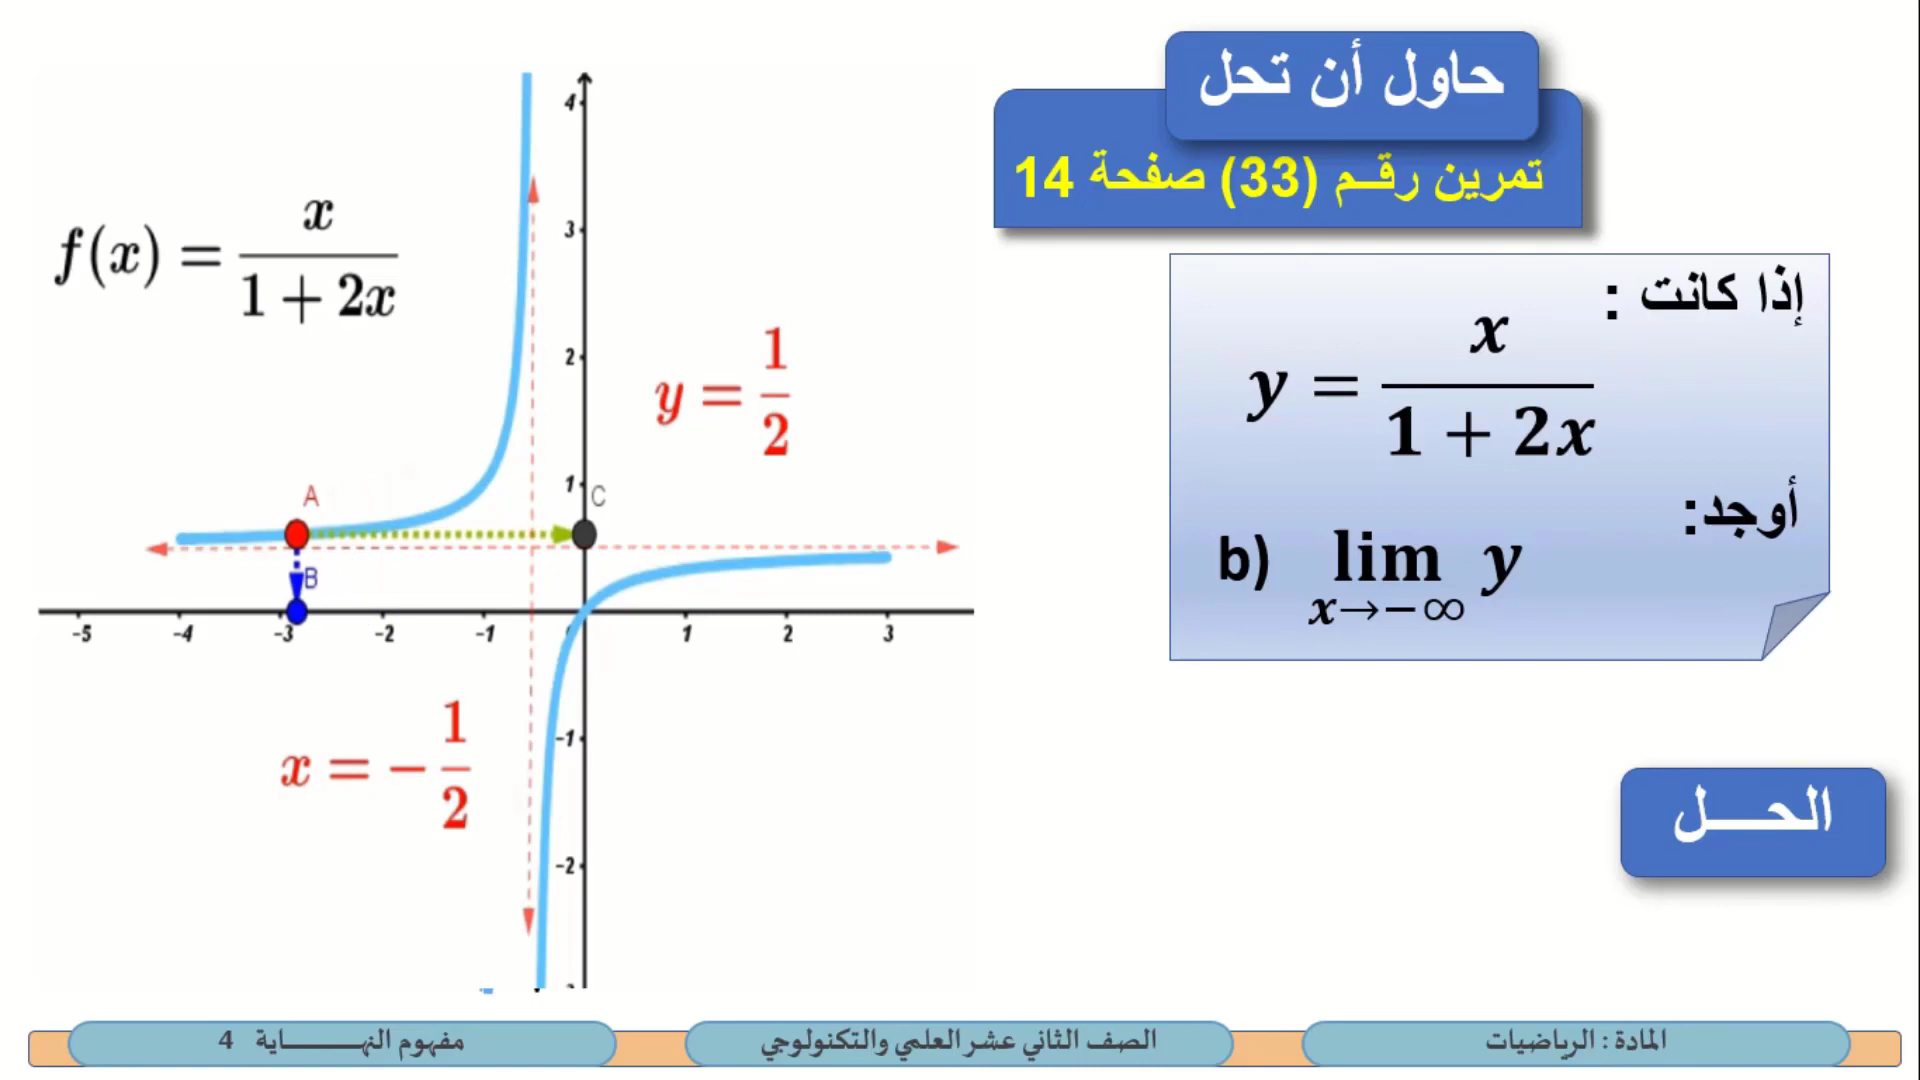 حاول أن تحل
تمرين رقم (33) صفحة 14
إذا كانت :
y = x / (1 + 2x)
أوجد:
b) lim x→−∞ y
الحل
f(x) = x / (1 + 2x)
y = 1/2
x = − 1/2
A
B
C
4
3
2
1
-1
-2
-5 -4 -3 -2 -1 1 2 3
المادة : الرياضيات
الصف الثاني عشر العلمي والتكنولوجي
مفهوم النهاية 4